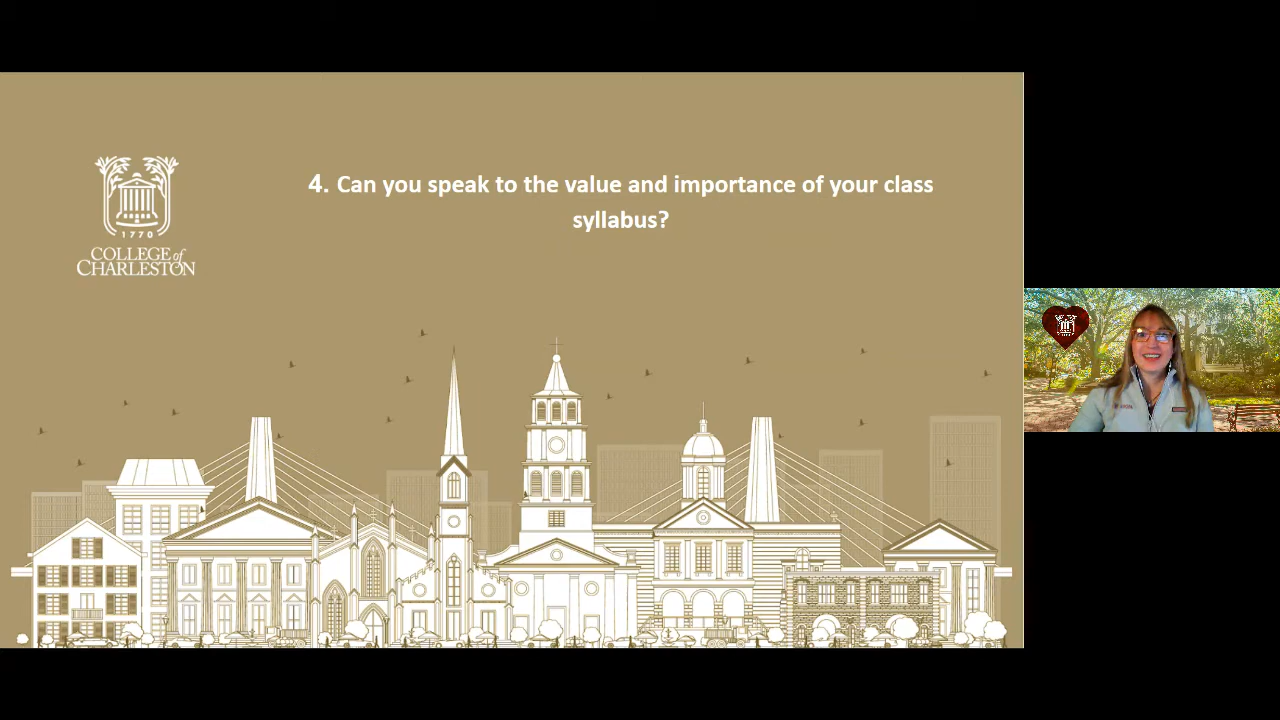 4. Can you speak to the value and importance of your class
syllabus?
1770
COLLEGE of
CHARLESTON